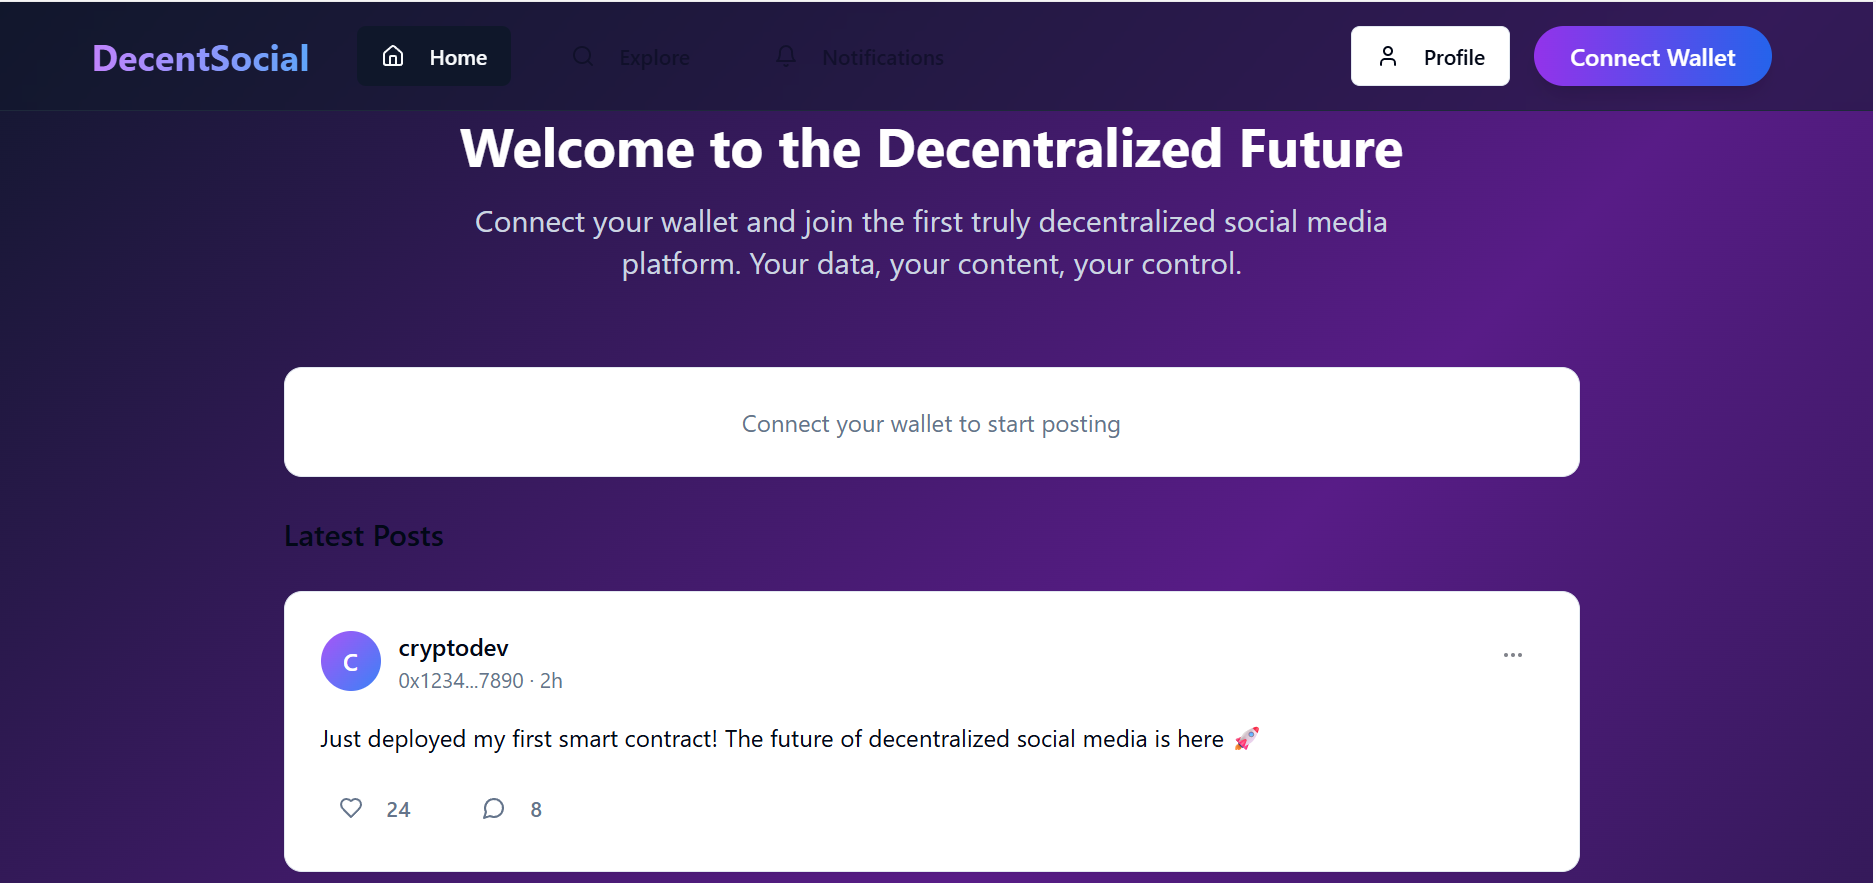 DecentSocial
Home
Explore
Notifications
Profile
Connect Wallet
Welcome to the Decentralized Future
Connect your wallet and join the first truly decentralized social media
platform. Your data, your content, your control.
Connect your wallet to start posting
Latest Posts
C
cryptodev
0x1234...7890 · 2h
Just deployed my first smart contract! The future of decentralized social media is here 🚀
24
8